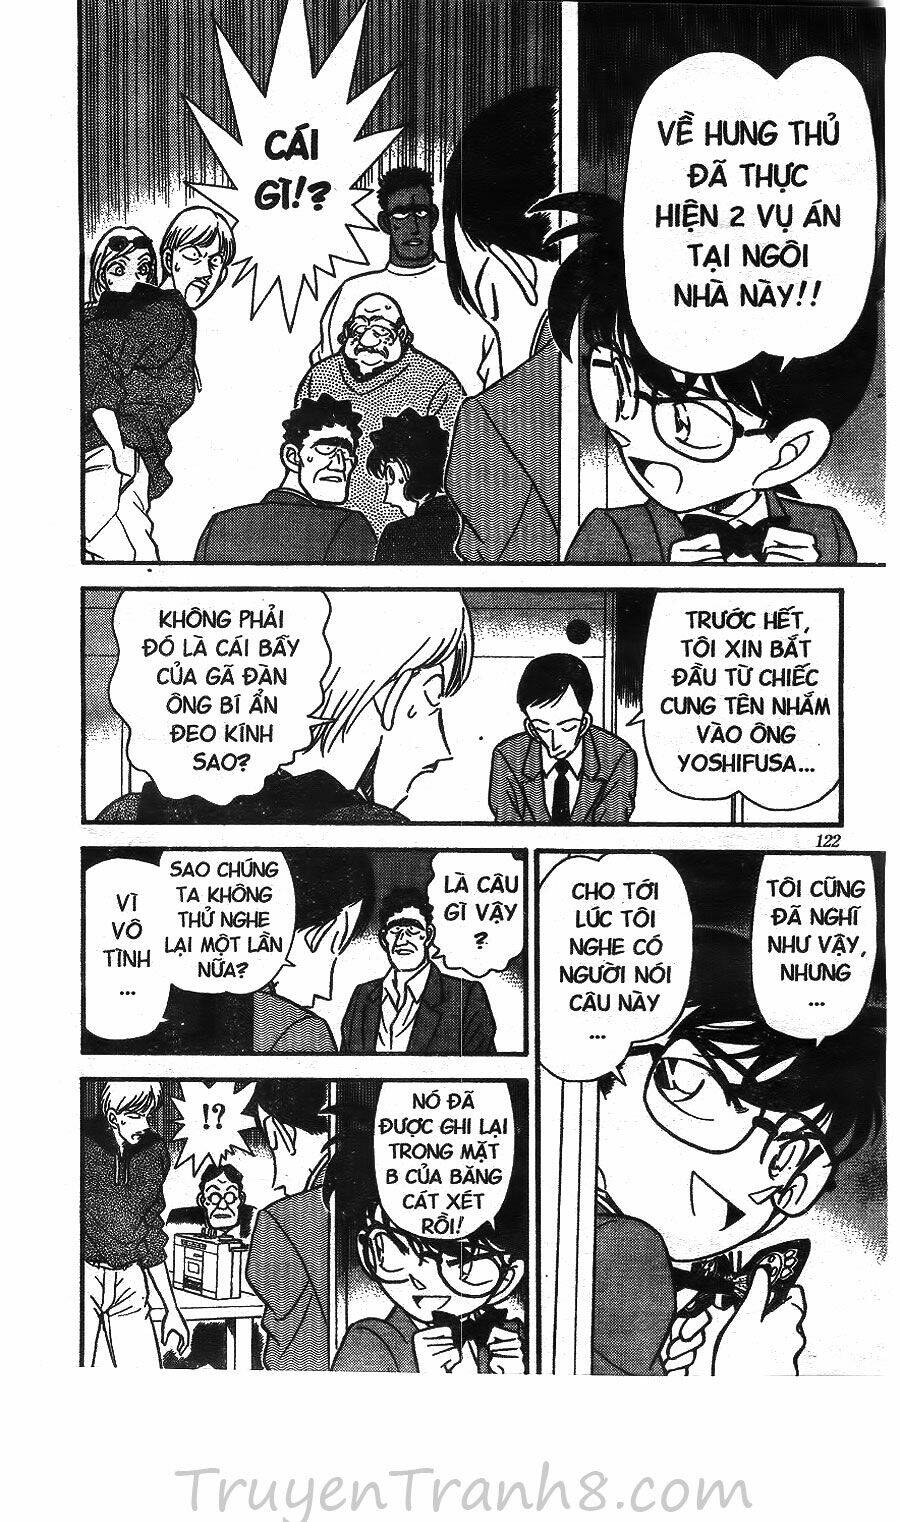 VỀ HUNG THỦ
ĐÃ THỰC
HIỆN 2 VỤ ÁN
TẠI NGÔI
NHÀ NÀY!!
CÁI
GÌ!?
TRƯỚC HẾT,
TÔI XIN BẮT
ĐẦU TỪ CHIẾC
CUNG TÊN NHẮM
VÀO ÔNG
YOSHIFUSA...
KHÔNG PHẢI
ĐÓ LÀ CÁI BẪY
CỦA GÃ ĐÀN
ÔNG BÍ ẨN
ĐEO KÍNH
SAO?
122
TÔI CŨNG
ĐÃ NGHĨ
NHƯ VẬY,
NHƯNG
...
CHO TỚI
LÚC TÔI
NGHE CÓ
NGƯỜI NÓI
CÂU NÀY
...
LÀ CÂU
GÌ VẬY
?
SAO CHÚNG
TA KHÔNG
THỬ NGHE
LẠI MỘT LẦN
NỮA?
VÌ
VÔ
TÌNH
...
NÓ ĐÃ
ĐƯỢC GHI LẠI
TRONG MẶT
B CỦA BĂNG
CÁT XÉT
RỒI!
!?
TruyenTranh8.com